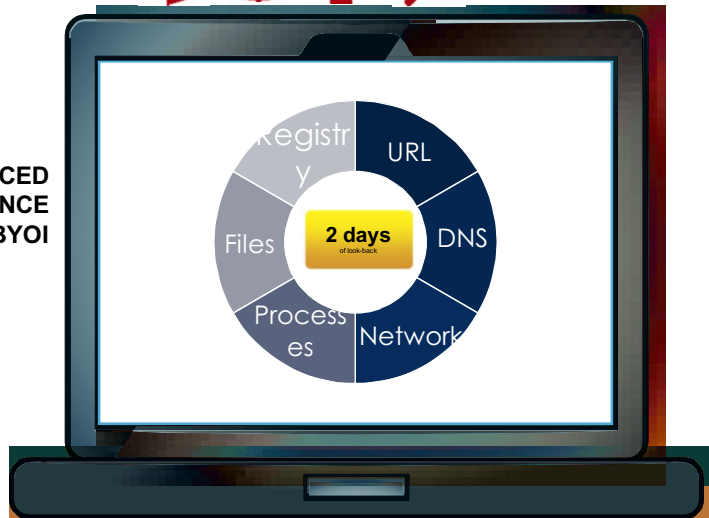 CED
NCE
BYOI
Registr
y
URL
Files
2 days
of look-back
DNS
Process
es
Network